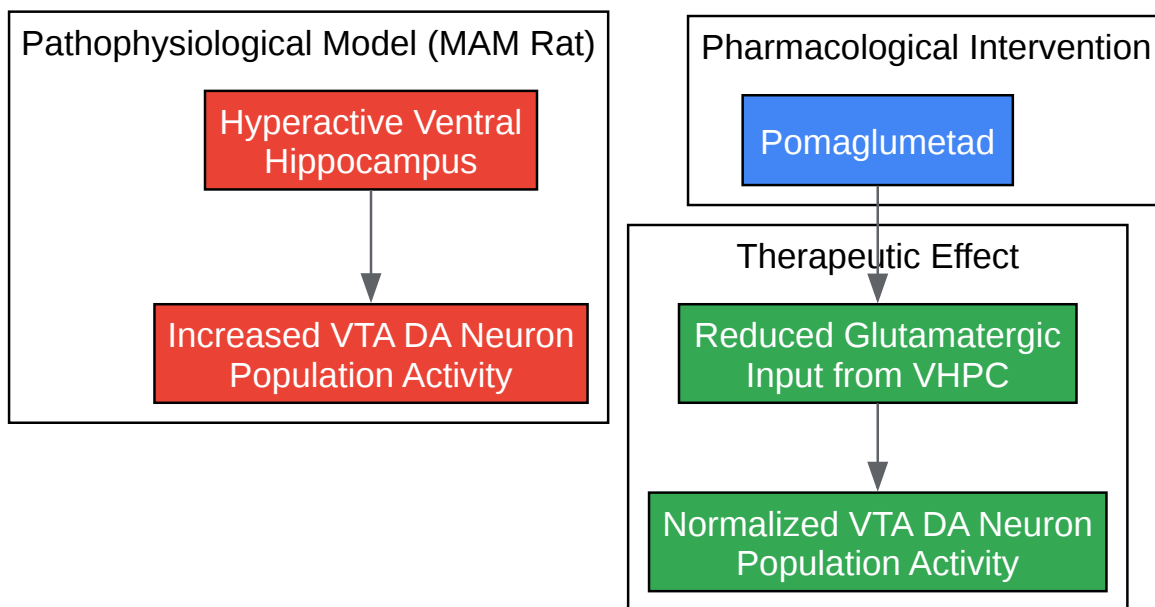 Pathophysiological Model (MAM Rat)
Hyperactive Ventral
Hippocampus
Increased VTA DA Neuron
Population Activity
Pharmacological Intervention
Pomaglumetad
Therapeutic Effect
Reduced Glutamatergic
Input from VHPC
Normalized VTA DA Neuron
Population Activity